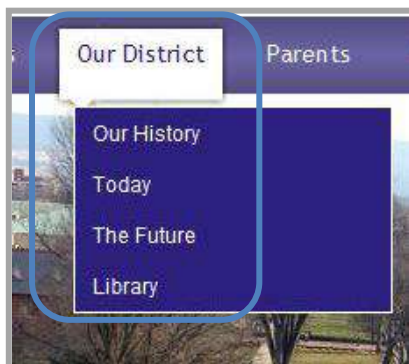 Our District Parents
Our History
Today
The Future
Library